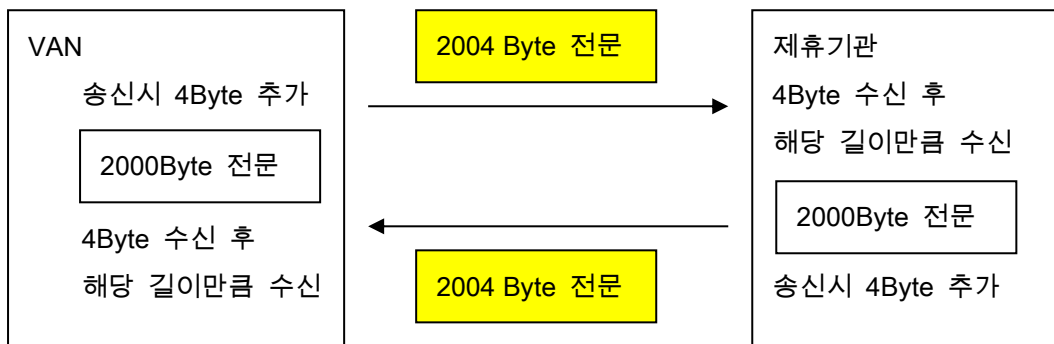 VAN
송신시 4Byte 추가
2000Byte 전문
4Byte 수신 후
해당 길이만큼 수신
2004 Byte 전문
2004 Byte 전문
제휴기관
4Byte 수신 후
해당 길이만큼 수신
2000Byte 전문
송신시 4Byte 추가